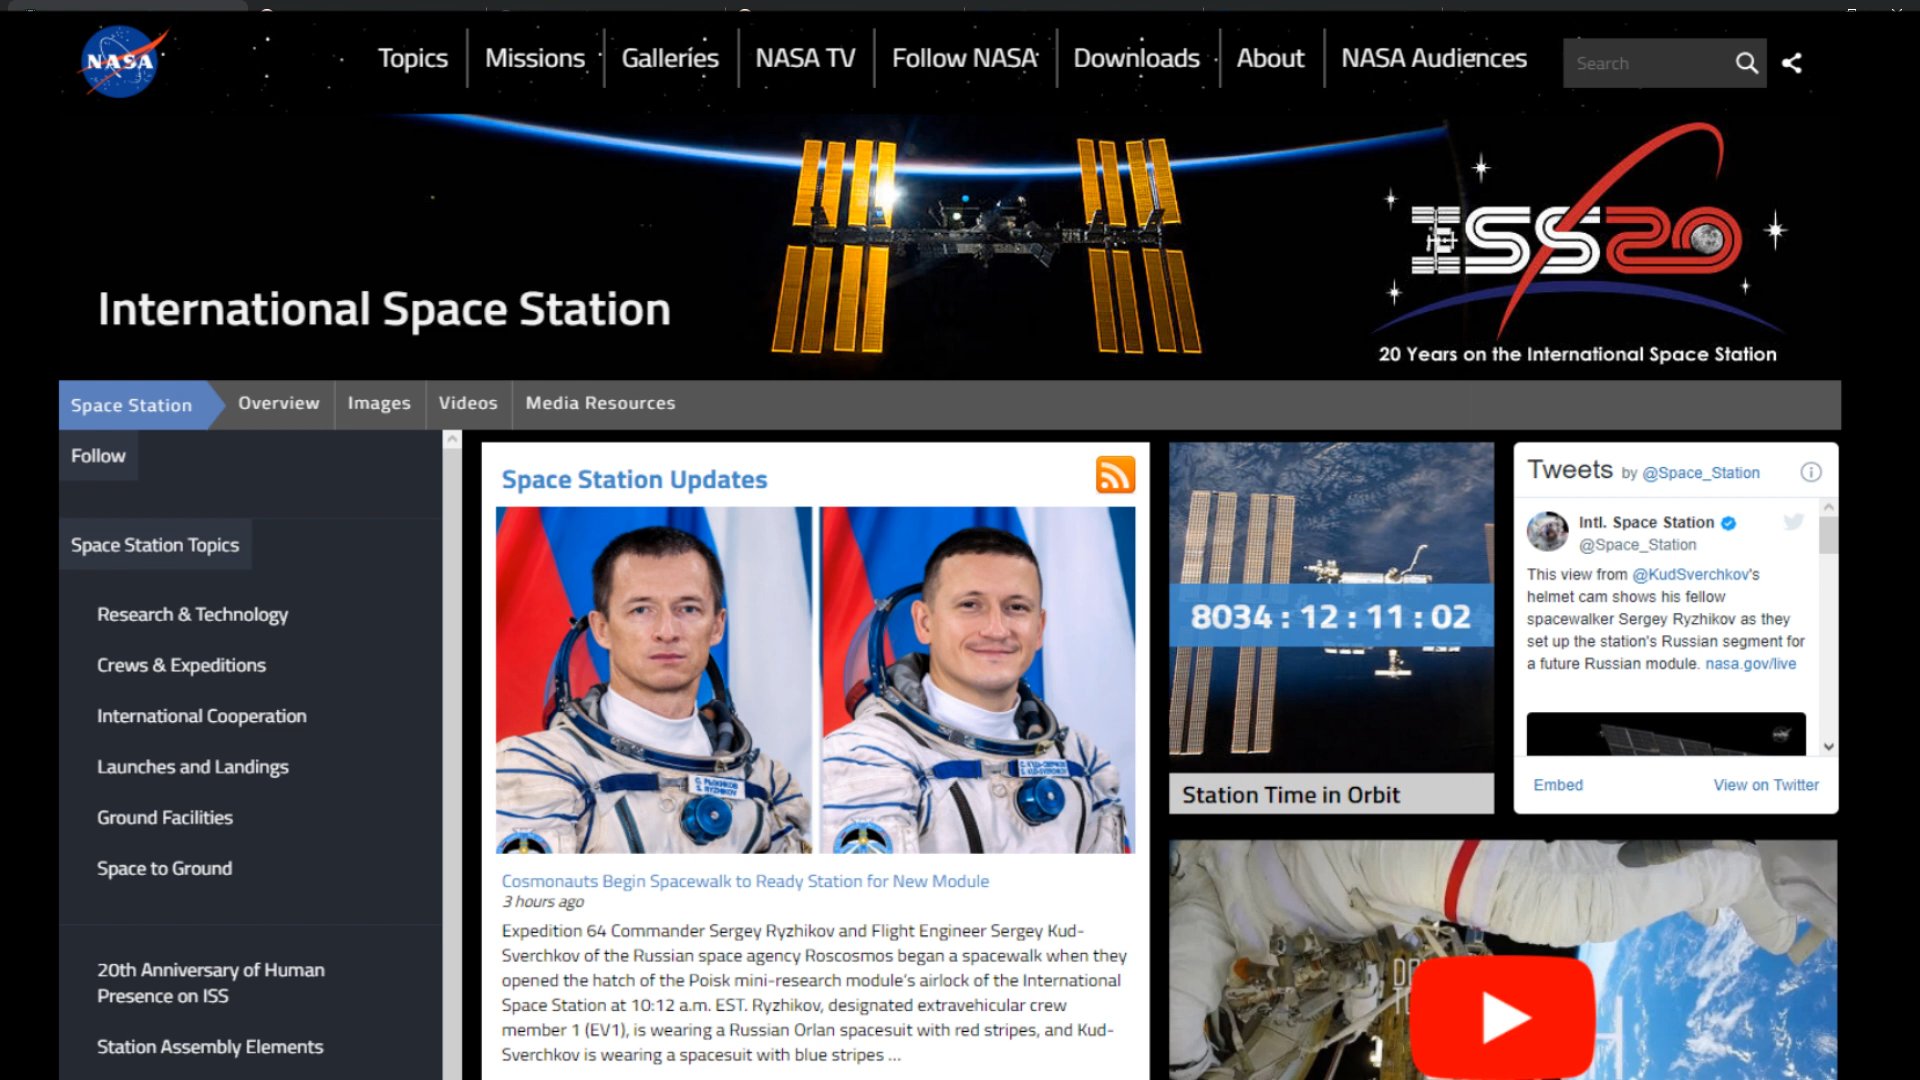 NASA
Topics
Missions
Galleries
NASA TV
Follow NASA
Downloads
About
NASA Audiences
Search
International Space Station
ISS20
20 Years on the International Space Station
Space Station
Overview
Images
Videos
Media Resources
Follow
Space Station Topics
Research & Technology
Crews & Expeditions
International Cooperation
Launches and Landings
Ground Facilities
Space to Ground
20th Anniversary of Human
Presence on ISS
Station Assembly Elements
Space Station Updates
С. РЫЖИКОВ
S. RYZHIKOV
Cosmonauts Begin Spacewalk to Ready Station for New Module
3 hours ago
Expedition 64 Commander Sergey Ryzhikov and Flight Engineer Sergey Kud-
Sverchkov of the Russian space agency Roscosmos began a spacewalk when they
opened the hatch of the Poisk mini-research module’s airlock of the International
Space Station at 10:12 a.m. EST. Ryzhikov, designated extravehicular crew
member 1 (EV1), is wearing a Russian Orlan spacesuit with red stripes, and Kud-
Sverchkov is wearing a spacesuit with blue stripes ...
8034 : 12 : 11 : 02
Station Time in Orbit
Tweets by @Space_Station
Intl. Space Station
@Space_Station
This view from @KudSverchkov's
helmet cam shows his fellow
spacewalker Sergey Ryzhikov as they
set up the station's Russian segment for
a future Russian module. nasa.gov/live
Embed
View on Twitter